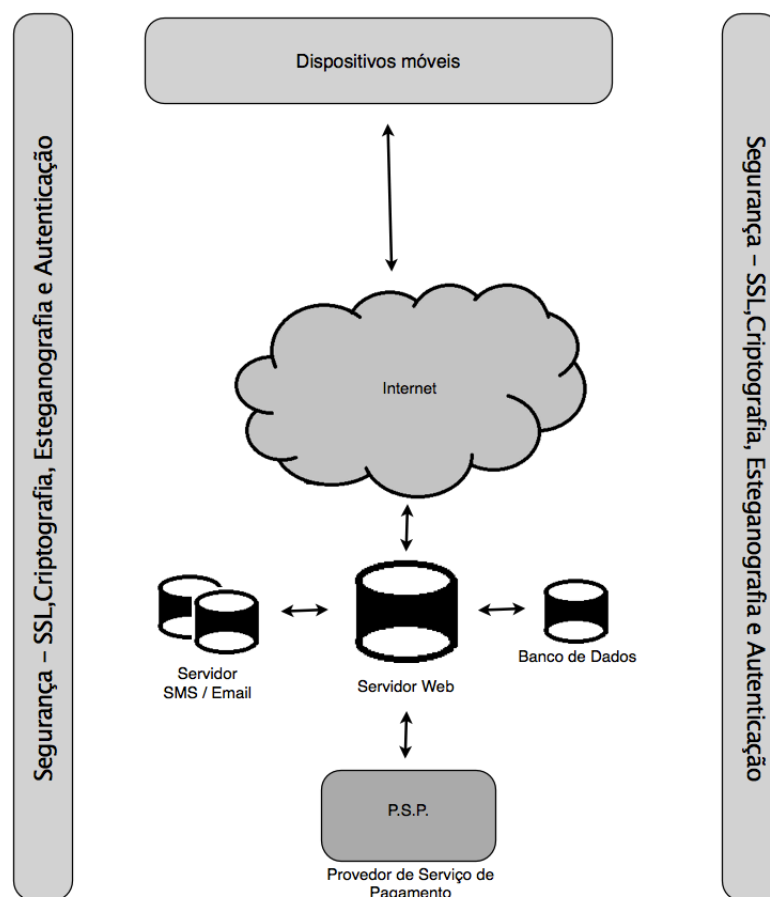 Dispositivos móveis
Segurança – SSL,Criptografia, Esteganografia e Autenticação
Segurança – SSL,Criptografia, Esteganografia e Autenticação
Internet
Servidor
SMS / Email
Servidor Web
Banco de Dados
P.S.P.
Provedor de Serviço de
Pagamento